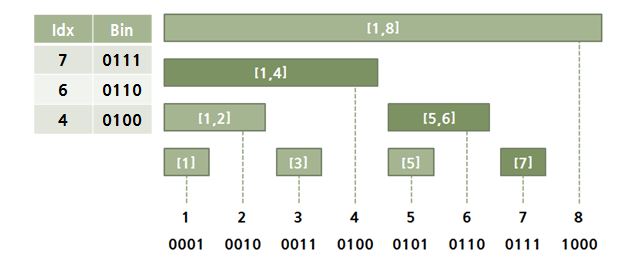 Idx Bin
7 0111
6 0110
4 0100
[1,8]
[1,4]
[1,2] [5,6]
[1] [3] [5] [7]
1 2 3 4 5 6 7 8
0001 0010 0011 0100 0101 0110 0111 1000